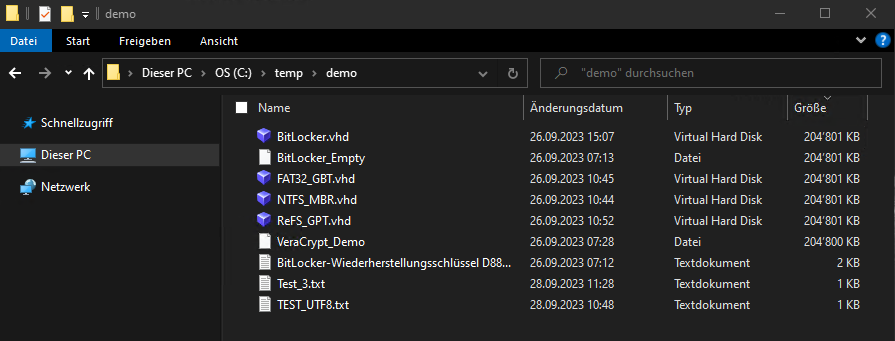 demo
Datei Start Freigeben Ansicht
Dieser PC OS (C:) temp demo "demo" durchsuchen
Schnellzugriff
Dieser PC
Netzwerk
Name Änderungsdatum Typ Größe
BitLocker.vhd 26.09.2023 15:07 Virtual Hard Disk 204'801 KB
BitLocker_Empty 26.09.2023 07:13 Datei 204'801 KB
FAT32_GBT.vhd 26.09.2023 10:45 Virtual Hard Disk 204'801 KB
NTFS_MBR.vhd 26.09.2023 10:44 Virtual Hard Disk 204'801 KB
ReFS_GPT.vhd 26.09.2023 10:52 Virtual Hard Disk 204'801 KB
VeraCrypt_Demo 26.09.2023 07:28 Datei 204'800 KB
BitLocker-Wiederherstellungsschlüssel D88... 26.09.2023 07:12 Textdokument 2 KB
Test_3.txt 28.09.2023 11:28 Textdokument 1 KB
TEST_UTF8.txt 28.09.2023 10:48 Textdokument 1 KB